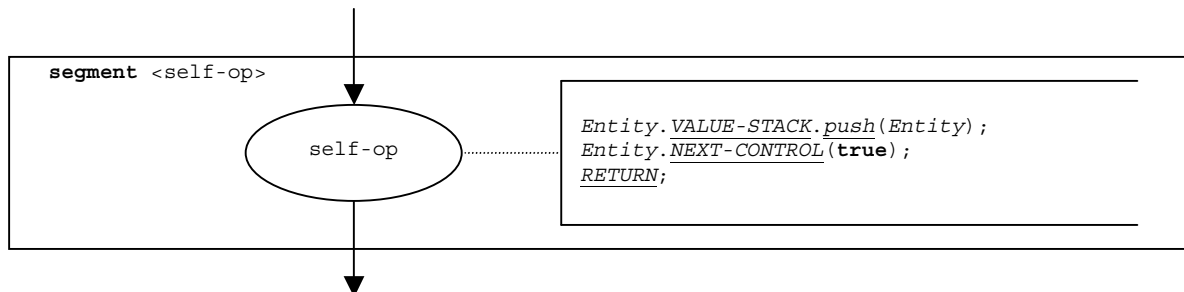 segment <self-op>
self-op
Entity.VALUE-STACK.push(Entity);
Entity.NEXT-CONTROL(true);
RETURN;